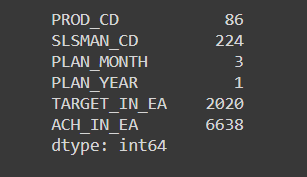 PROD_CD 86
SLSMAN_CD 224
PLAN_MONTH 3
PLAN_YEAR 1
TARGET_IN_EA 2020
ACH_IN_EA 6638
dtype: int64